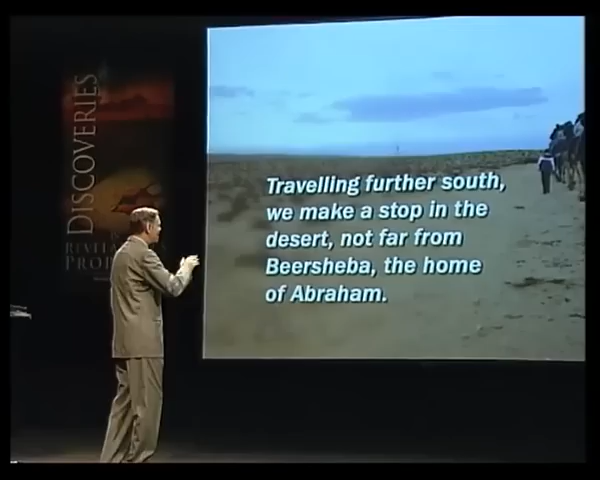 DISCOVERIES
Travelling further south,
we make a stop in the
desert, not far from
Beersheba, the home
of Abraham.